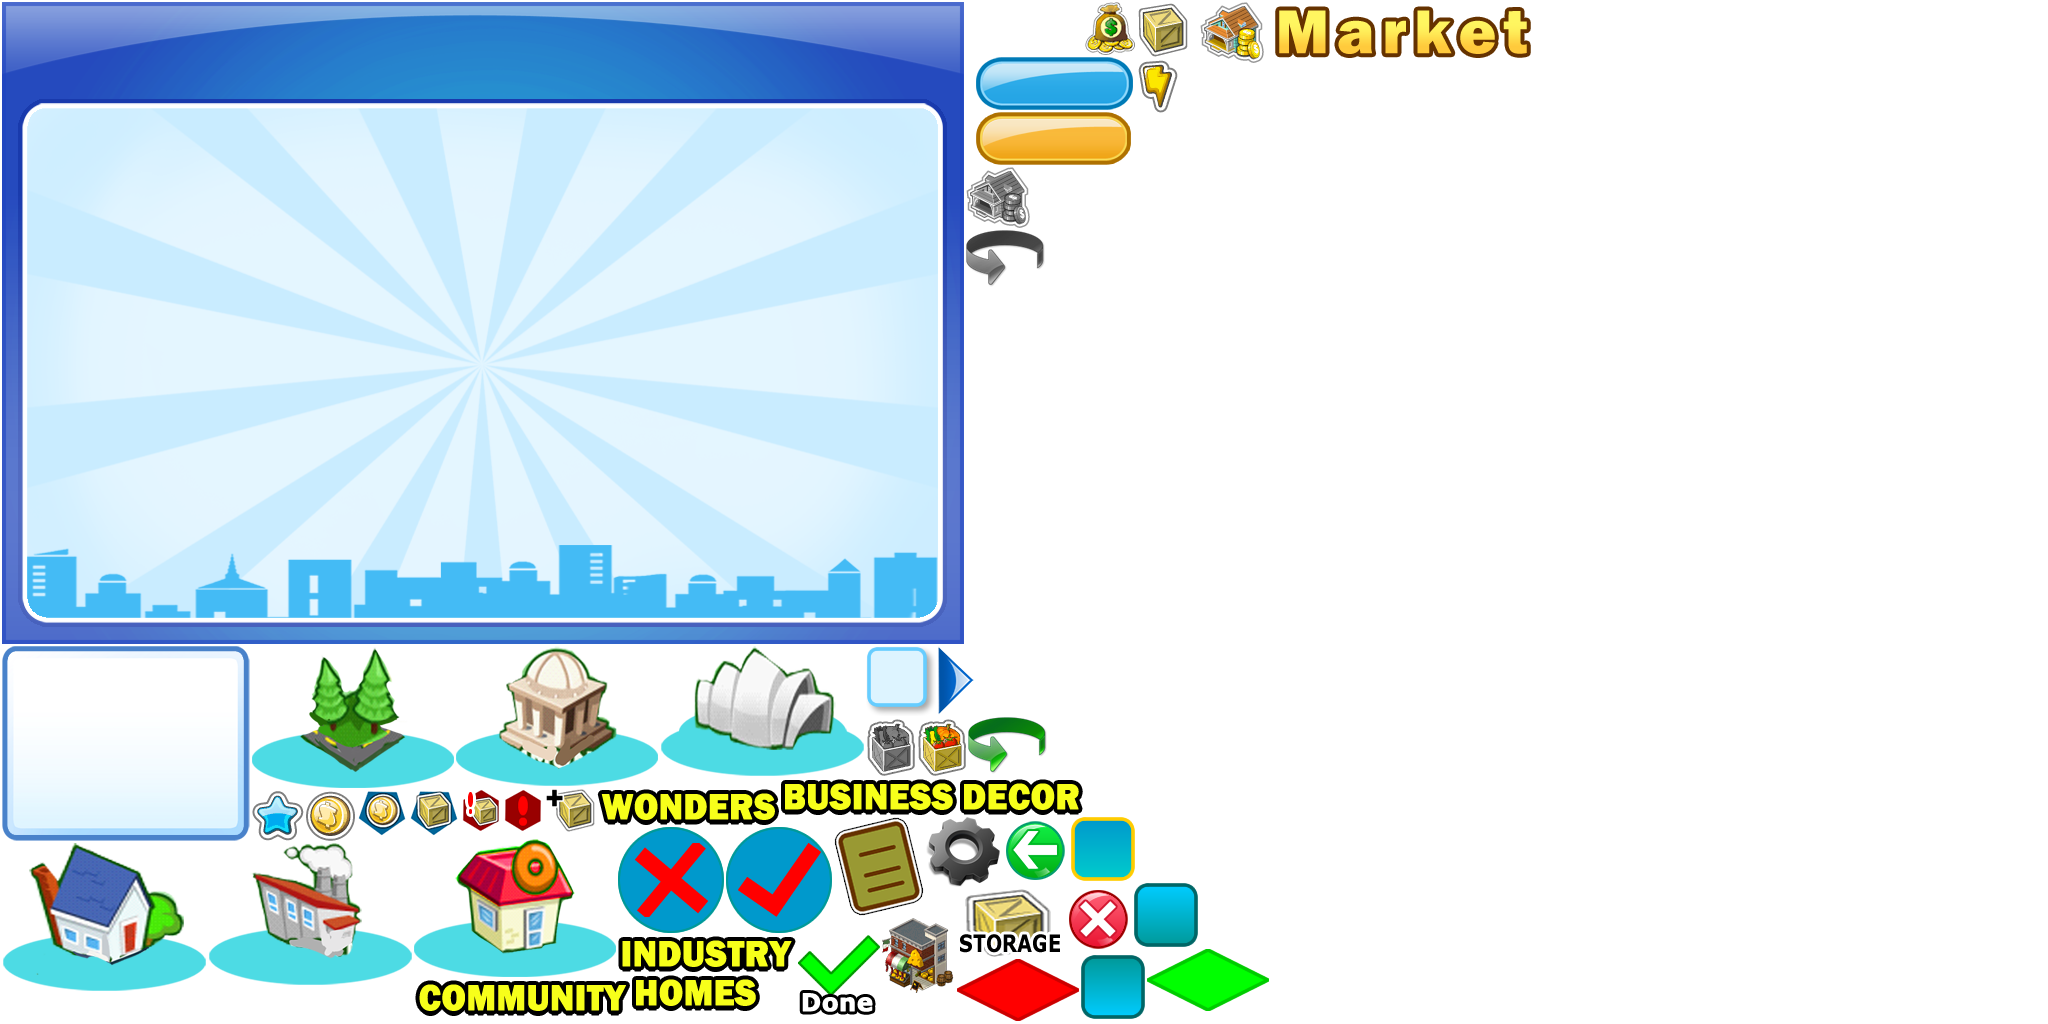 Market
WONDERS
BUSINESS
DECOR
INDUSTRY
STORAGE
COMMUNITY
HOMES
Done